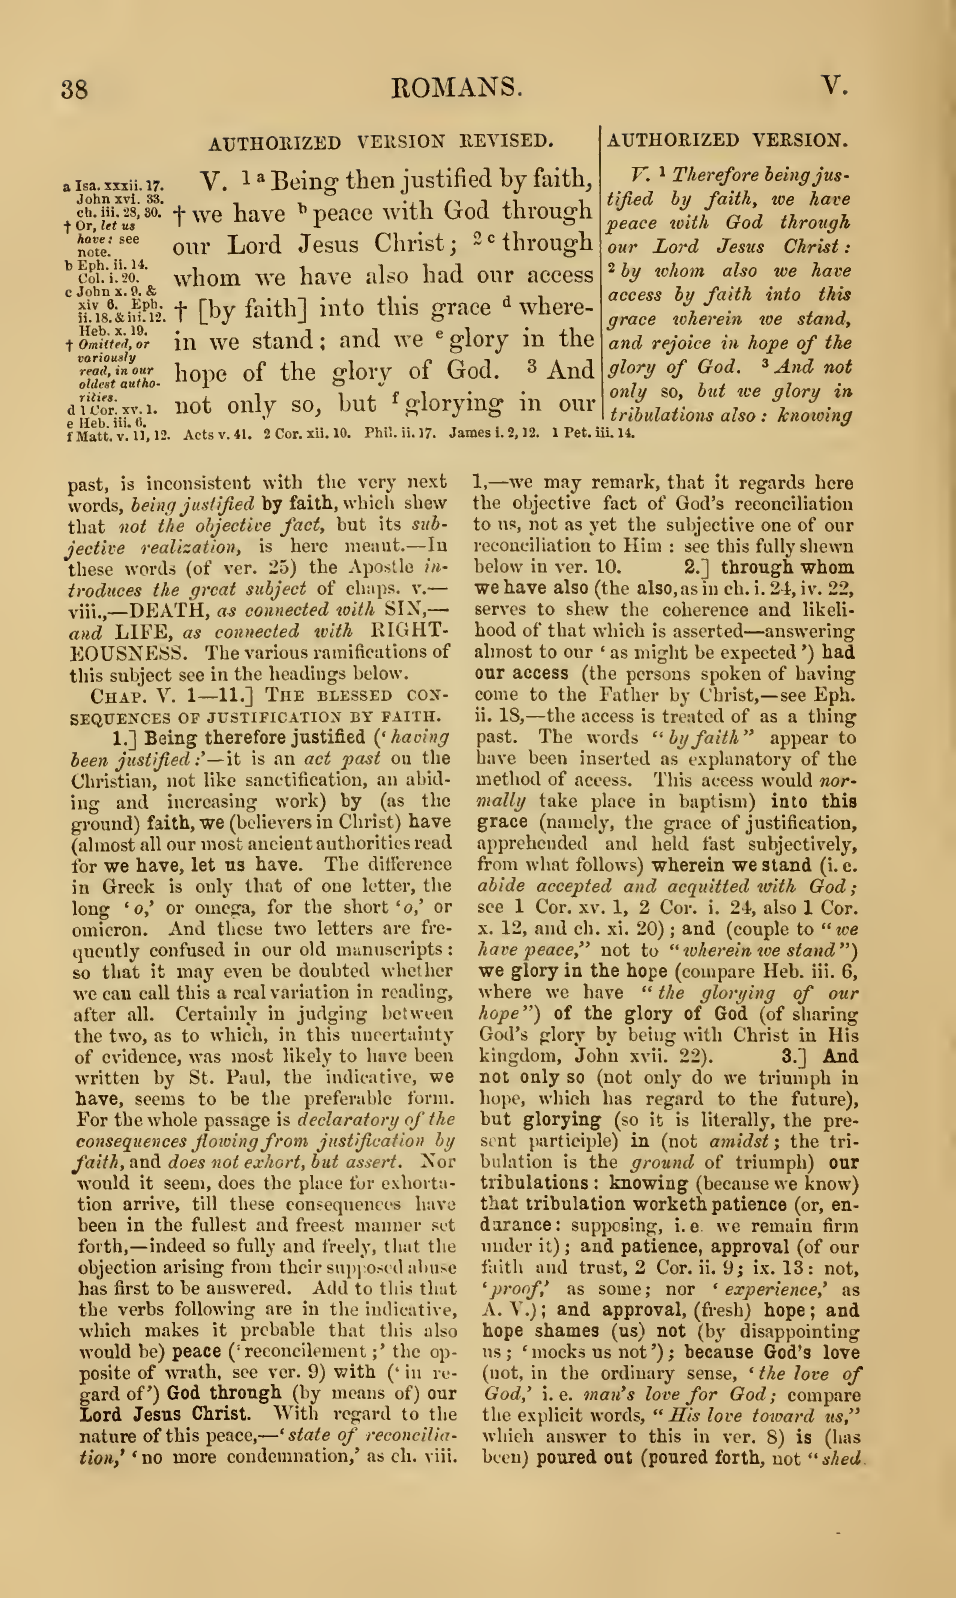 38
ROMANS.
V.
AUTHORIZED VERSION REVISED.
a Isa. xxxii. 17.
John xvi. 33.
ch. iii. 28, 30.
† Or, let us
have: see
note.
b Eph. ii. 14.
Col. i. 20.
c John x. 9. &
xiv 6. Eph.
ii. 18. & iii. 12.
Heb. x. 19.
† Omitted, or
variously
read, in our
oldest autho-
rities.
d 1 Cor. xv. 1.
e Heb. iii. 6.
V. 1 a Being then justified by faith,
† we have b peace with God through
our Lord Jesus Christ; 2 c through
whom we have also had our access
† [by faith] into this grace d where-
in we stand; and we e glory in the
hope of the glory of God. 3 And
not only so, but f glorying in our
f Matt. v. 11, 12. Acts v. 41. 2 Cor. xii. 10. Phil. ii. 17. James i. 2, 12. 1 Pet. iii. 14.
AUTHORIZED VERSION.
V. 1 Therefore being jus-
tified by faith, we have
peace with God through
our Lord Jesus Christ:
2 by whom also we have
access by faith into this
grace wherein we stand,
and rejoice in hope of the
glory of God. 3 And not
only so, but we glory in
tribulations also: knowing
past, is inconsistent with the very next
words, being justified by faith, which shew
that not the objective fact, but its sub-
jective realization, is here meant.—In
these words (of ver. 25) the Apostle in-
troduces the great subject of chaps. v.—
viii.,—DEATH, as connected with SIN,—
and LIFE, as connected with RIGHT-
EOUSNESS. The various ramifications of
this subject see in the headings below.
CHAP. V. 1—11.] THE BLESSED CON-
SEQUENCES OF JUSTIFICATION BY FAITH.
1.] Being therefore justified ('having
been justified:'—it is an act past on the
Christian, not like sanctification, an abid-
ing and increasing work) by (as the
ground) faith, we (believers in Christ) have
(almost all our most ancient authorities read
for we have, let us have. The difference
in Greek is only that of one letter, the
long 'o,' or omega, for the short 'o,' or
omicron. And these two letters are fre-
quently confused in our old manuscripts:
so that it may even be doubted whether
we can call this a real variation in reading,
after all. Certainly in judging between
the two, as to which, in this uncertainty
of evidence, was most likely to have been
written by St. Paul, the indicative, we
have, seems to be the preferable form.
For the whole passage is declaratory of the
consequences flowing from justification by
faith, and does not exhort, but assert. Nor
would it seem, does the place for exhorta-
tion arrive, till these consequences have
been in the fullest and freest manner set
forth,—indeed so fully and freely, that the
objection arising from their supposed abuse
has first to be answered. Add to this that
the verbs following are in the indicative,
which makes it probable that this also
would be) peace ('reconcilement;' the op-
posite of wrath, see ver. 9) with ('in re-
gard of') God through (by means of) our
Lord Jesus Christ. With regard to the
nature of this peace,—'state of reconcilia-
tion,' 'no more condemnation,' as ch. viii.
1,—we may remark, that it regards here
the objective fact of God's reconciliation
to us, not as yet the subjective one of our
reconciliation to Him: see this fully shewn
below in ver. 10. 2.] through whom
we have also (the also, as in ch. i. 24, iv. 22,
serves to shew the coherence and likeli-
hood of that which is asserted—answering
almost to our 'as might be expected') had
our access (the persons spoken of having
come to the Father by Christ,—see Eph.
ii. 18,—the access is treated of as a thing
past. The words "by faith" appear to
have been inserted as explanatory of the
method of access. This access would nor-
mally take place in baptism) into this
grace (namely, the grace of justification,
apprehended and held fast subjectively,
from what follows) wherein we stand (i. e.
abide accepted and acquitted with God;
see 1 Cor. xv. 1, 2 Cor. i. 24, also 1 Cor.
x. 12, and ch. xi. 20); and (couple to "we
have peace," not to "wherein we stand")
we glory in the hope (compare Heb. iii. 6,
where we have "the glorying of our
hope") of the glory of God (of sharing
God's glory by being with Christ in His
kingdom, John xvii. 22). 3.] And
not only so (not only do we triumph in
hope, which has regard to the future),
but glorying (so it is literally, the pre-
sent participle) in (not amidst; the tri-
bulation is the ground of triumph) our
tribulations: knowing (because we know)
that tribulation worketh patience (or, en-
durance: supposing, i. e. we remain firm
under it); and patience, approval (of our
faith and trust, 2 Cor. ii. 9; ix. 13: not,
'proof,' as some; nor 'experience,' as
A. V.); and approval, (fresh) hope; and
hope shames (us) not (by disappointing
us; 'mocks us not'); because God's love
(not, in the ordinary sense, 'the love of
God,' i. e. man's love for God; compare
the explicit words, "His love toward us,"
which answer to this in ver. 8) is (has
been) poured out (poured forth, not "shed